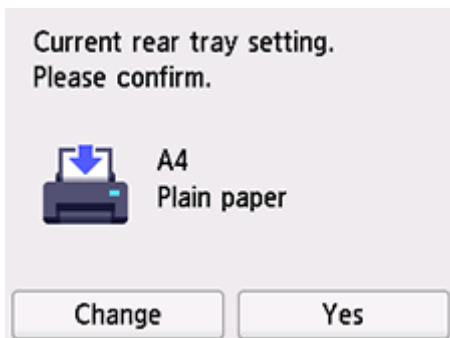 Current rear tray setting.
Please confirm.
A4
Plain paper
Change
Yes